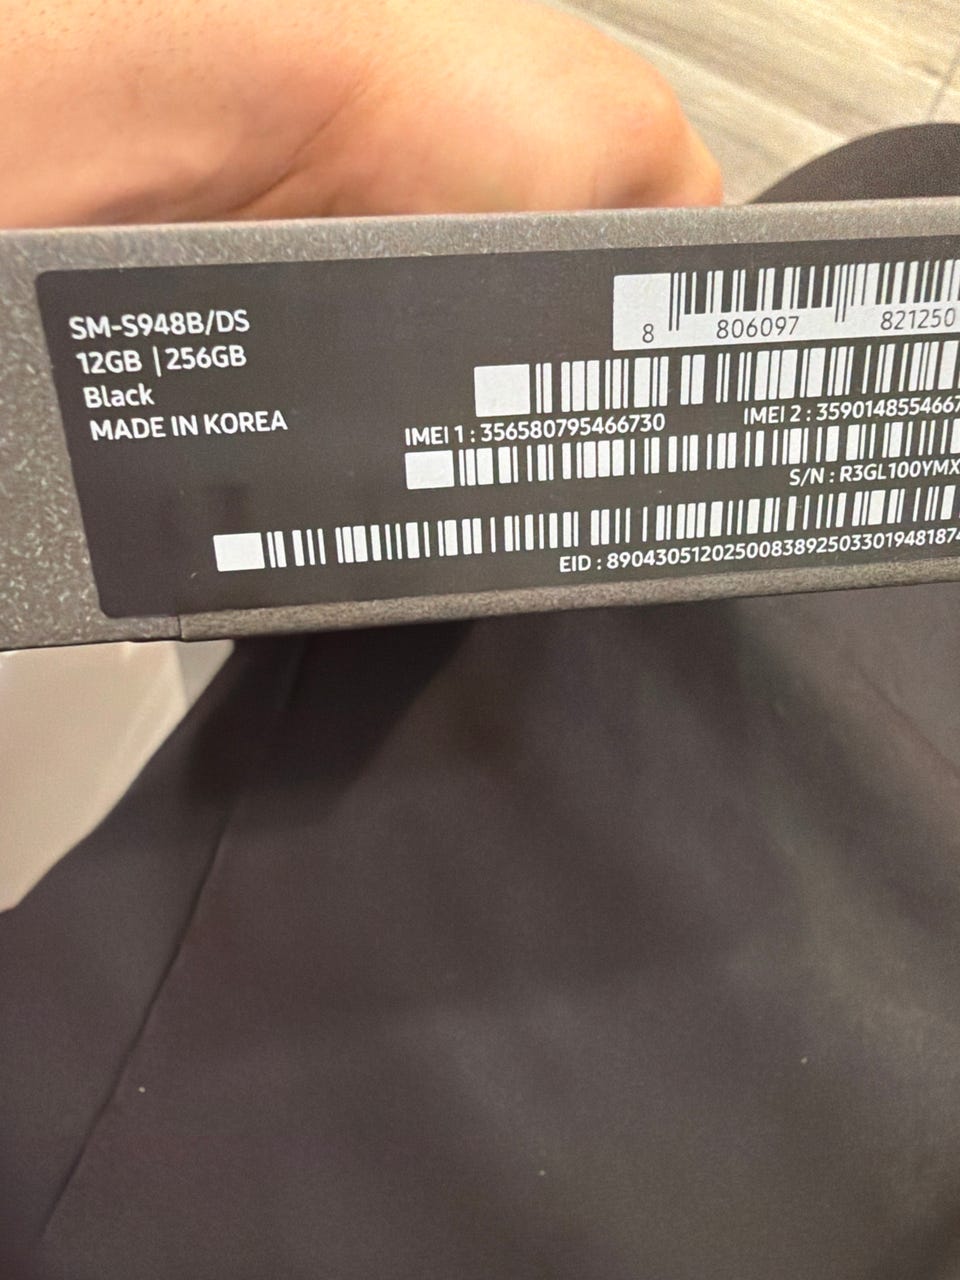 SM-S948B/DS
12GB | 256GB
Black
MADE IN KOREA
8 806097 821250
IMEI 1 : 356580795466730
IMEI 2 : 3590148554667
S/N : R3GL100YMX
EID : 89043051202500838925033019481874